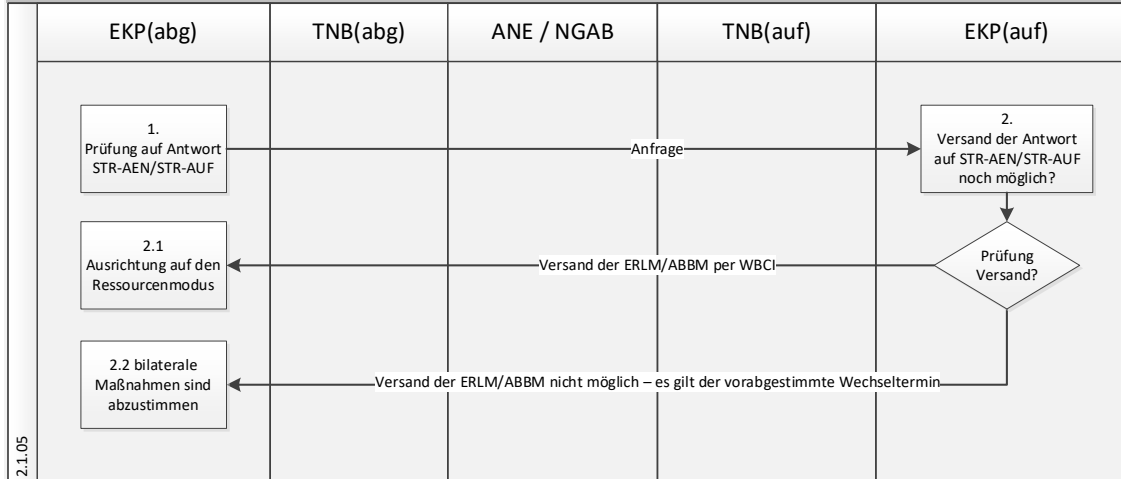 EKP(abg)
TNB(abg)
ANE / NGAB
TNB(auf)
EKP(auf)
1.
Prüfung auf Antwort
STR-AEN/STR-AUF
Anfrage
2.
Versand der Antwort
auf STR-AEN/STR-AUF
noch möglich?
2.1
Ausrichtung auf den
Ressourcenmodus
Versand der ERLM/ABBM per WBCI
Prüfung
Versand?
2.2 bilaterale
Maßnahmen sind
abzustimmen
Versand der ERLM/ABBM nicht möglich – es gilt der vorabgestimmte Wechseltermin
2.1.05